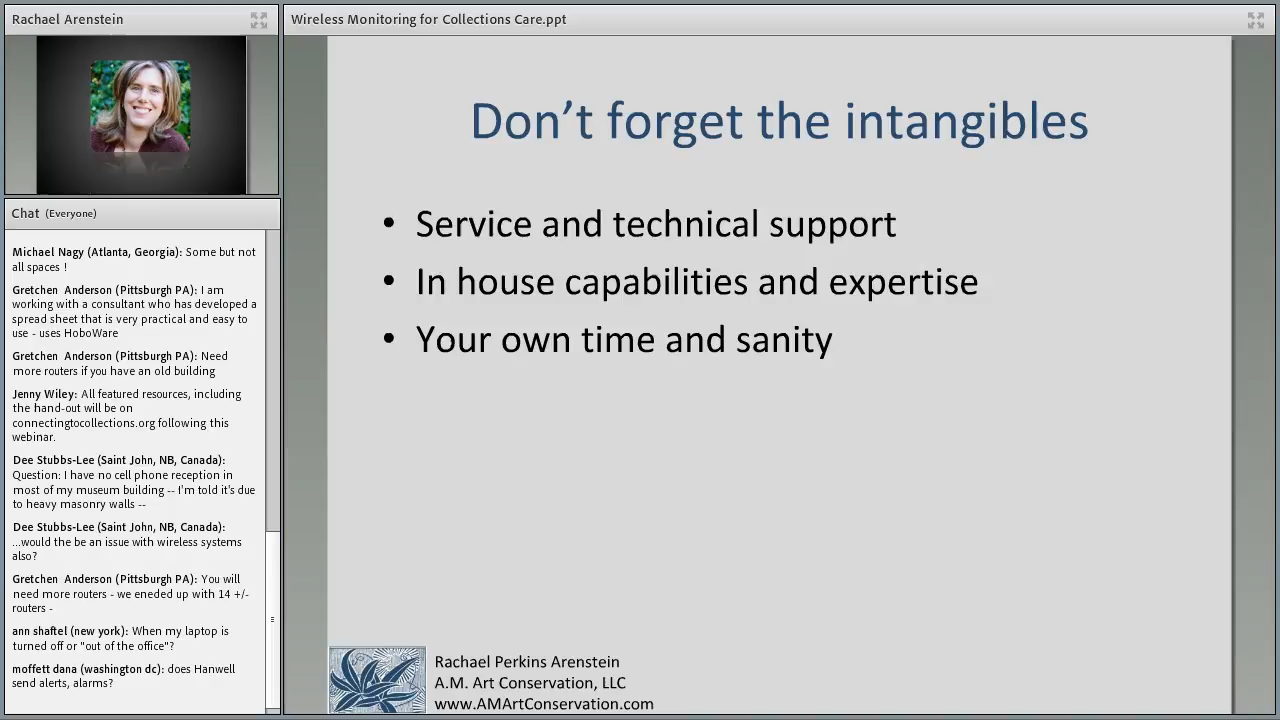 Rachael Arenstein
Wireless Monitoring for Collections Care.ppt
Chat (Everyone)
Michael Nagy (Atlanta, Georgia): Some but not
all spaces !
Gretchen  Anderson (Pittsburgh PA): I am
working with a consultant who has developed a
spread sheet that is very practical and easy to
use - uses HoboWare
Gretchen  Anderson (Pittsburgh PA): Need
more routers if you have an old building
Jenny Wiley: All featured resources, including
the hand-out will be on
connectingtocollections.org following this
webinar.
Dee Stubbs-Lee (Saint John, NB, Canada):
Question: I have no cell phone reception in
most of my museum building -- I'm told it's due
to heavy masonry walls --
Dee Stubbs-Lee (Saint John, NB, Canada):
...would the be an issue with wireless systems
also?
Gretchen  Anderson (Pittsburgh PA): You will
need more routers - we eneded up with 14 +/-
routers -
ann shaftel (new york): When my laptop is
turned off or "out of the office"?
moffett dana (washington dc): does Hanwell
send alerts, alarms?
Don't forget the intangibles
• Service and technical support
• In house capabilities and expertise
• Your own time and sanity
Rachael Perkins Arenstein
A.M. Art Conservation, LLC
www.AMArtConservation.com